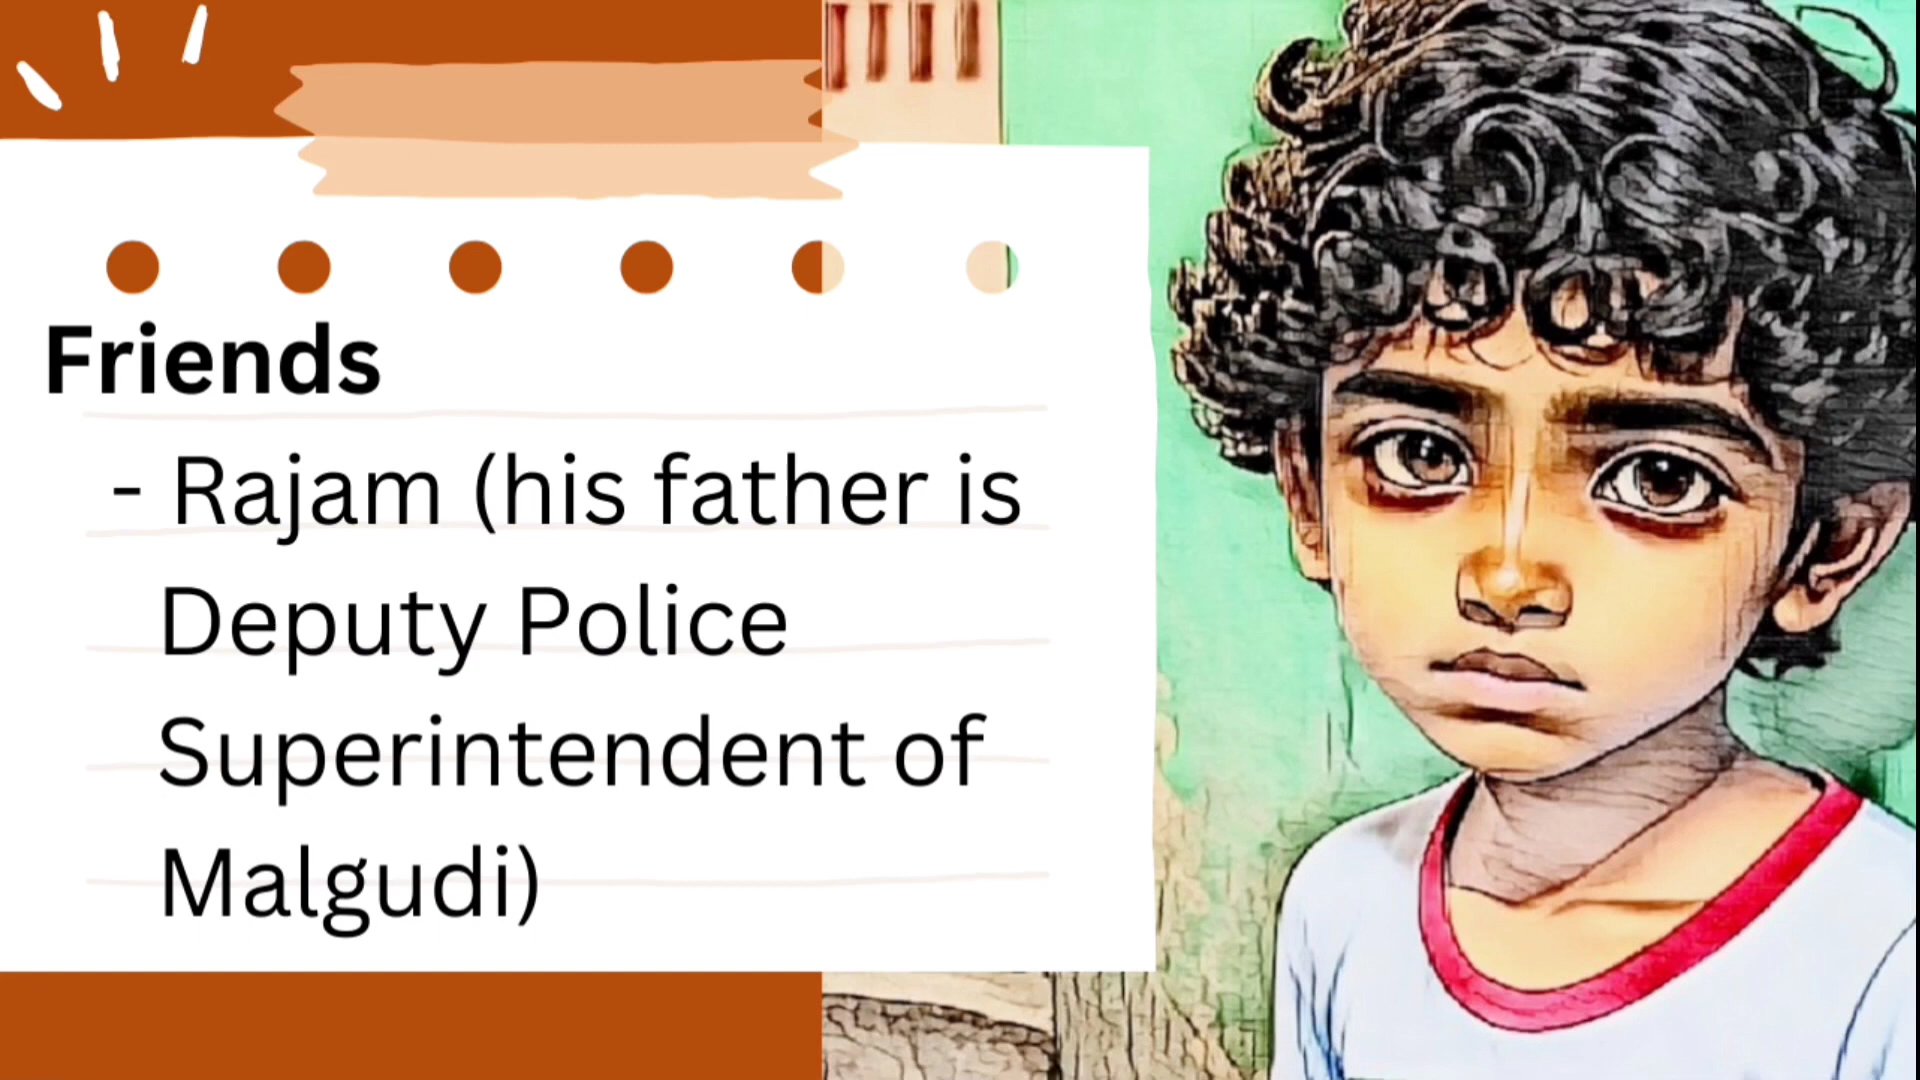 Friends
- Rajam (his father is
Deputy Police
Superintendent of
Malgudi)